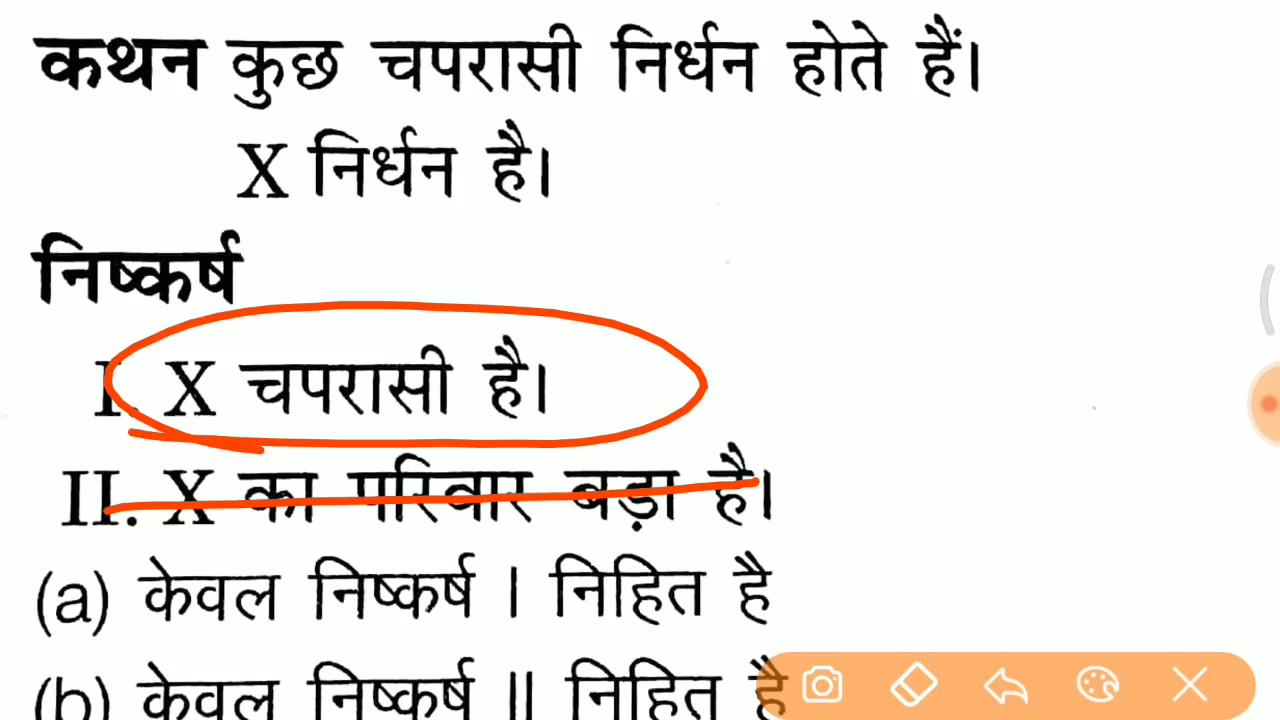 कथन कुछ चपरासी निर्धन होते हैं।
X निर्धन है।
निष्कर्ष
I. X चपरासी है।
II. X का परिवार बड़ा है।
(a) केवल निष्कर्ष I निहित है
(b) केवल निष्कर्ष II निहित है